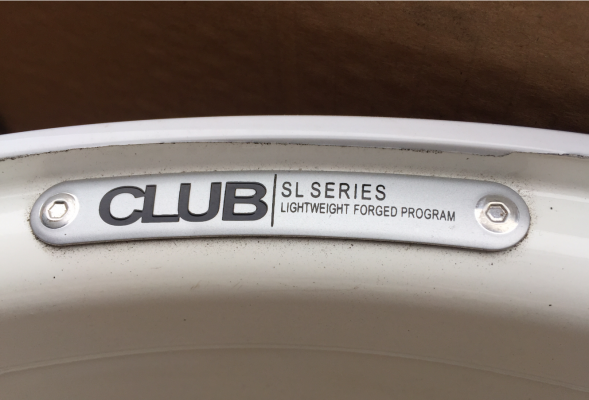 CLUB
SL SERIES
LIGHTWEIGHT FORGED PROGRAM